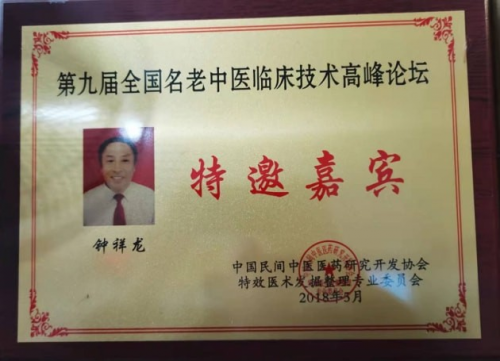 第九届全国名老中医临床技术高峰论坛
特邀嘉宾
钟祥龙
中国民间中医医药研究开发协会
特效医术发掘整理专业委员会
2018年5月